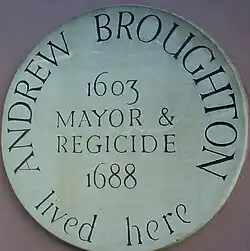 ANDREW BROUGHTON
1603
MAYOR &
REGICIDE
1688
lived here